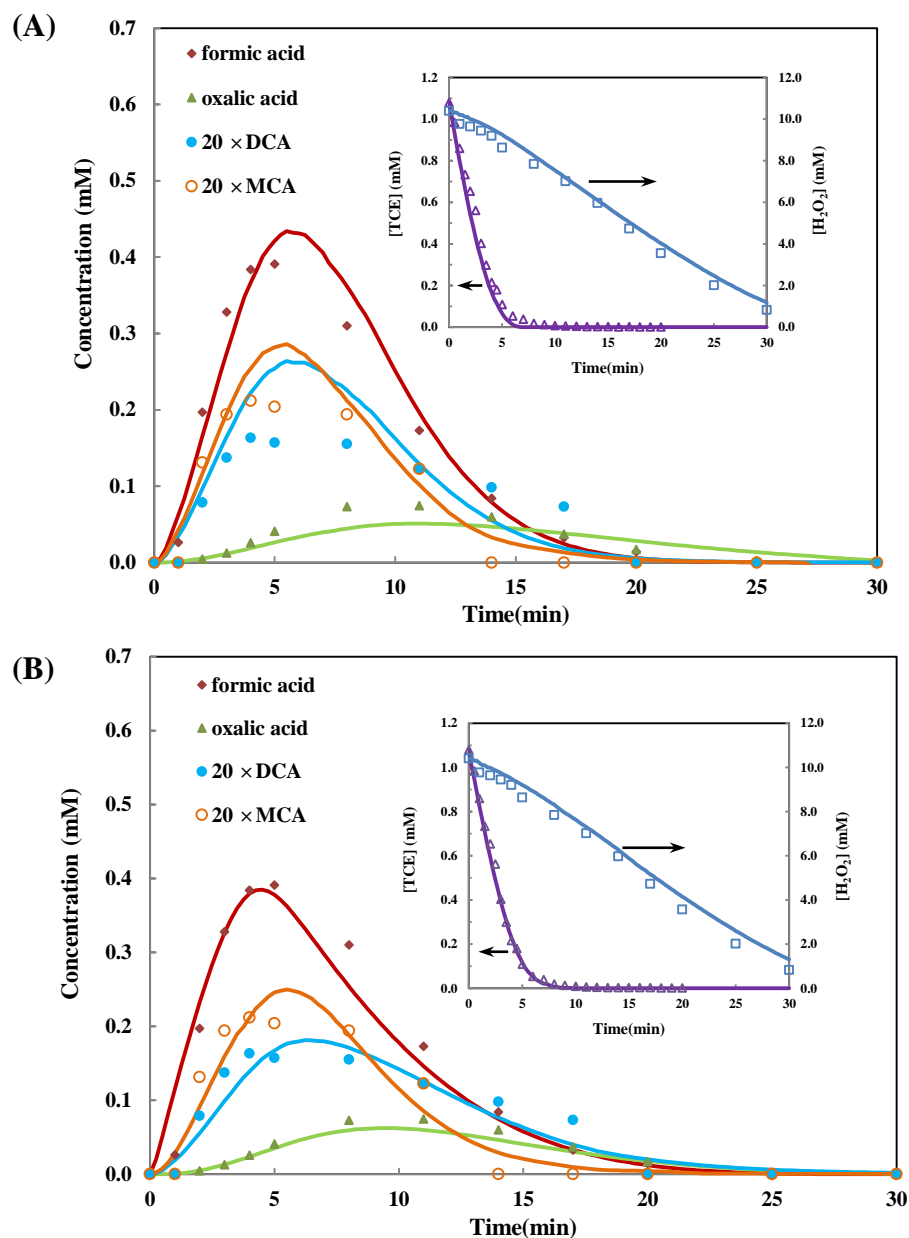 (A)
0.7
0.6
0.5
0.4
0.3
0.2
0.1
0.0
Concentration (mM)
formic acid
oxalic acid
20 × DCA
20 × MCA
1.2
1.0
0.8
0.6
0.4
0.2
0.0
[TCE] (mM)
12.0
10.0
8.0
6.0
4.0
2.0
0.0
[H₂O₂] (mM)
0 5 10 15 20 25 30
Time(min)
0 5 10 15 20 25 30
Time(min)
(B)
0.7
0.6
0.5
0.4
0.3
0.2
0.1
0.0
Concentration (mM)
formic acid
oxalic acid
20 × DCA
20 × MCA
1.2
1.0
0.8
0.6
0.4
0.2
0.0
[TCE] (mM)
12.0
10.0
8.0
6.0
4.0
2.0
0.0
[H₂O₂] (mM)
0 5 10 15 20 25 30
Time(min)
0 5 10 15 20 25 30
Time(min)